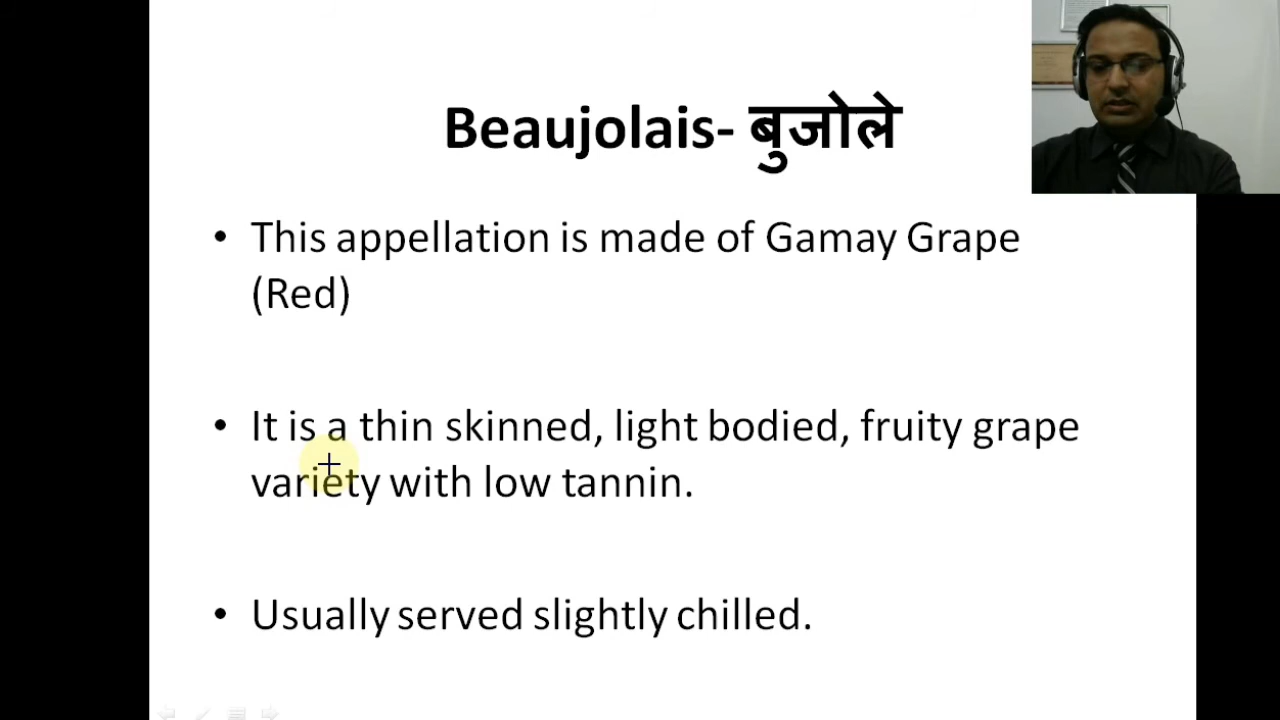 Beaujolais- बुजोले
• This appellation is made of Gamay Grape
(Red)
• It is a thin skinned, light bodied, fruity grape
variety with low tannin.
• Usually served slightly chilled.